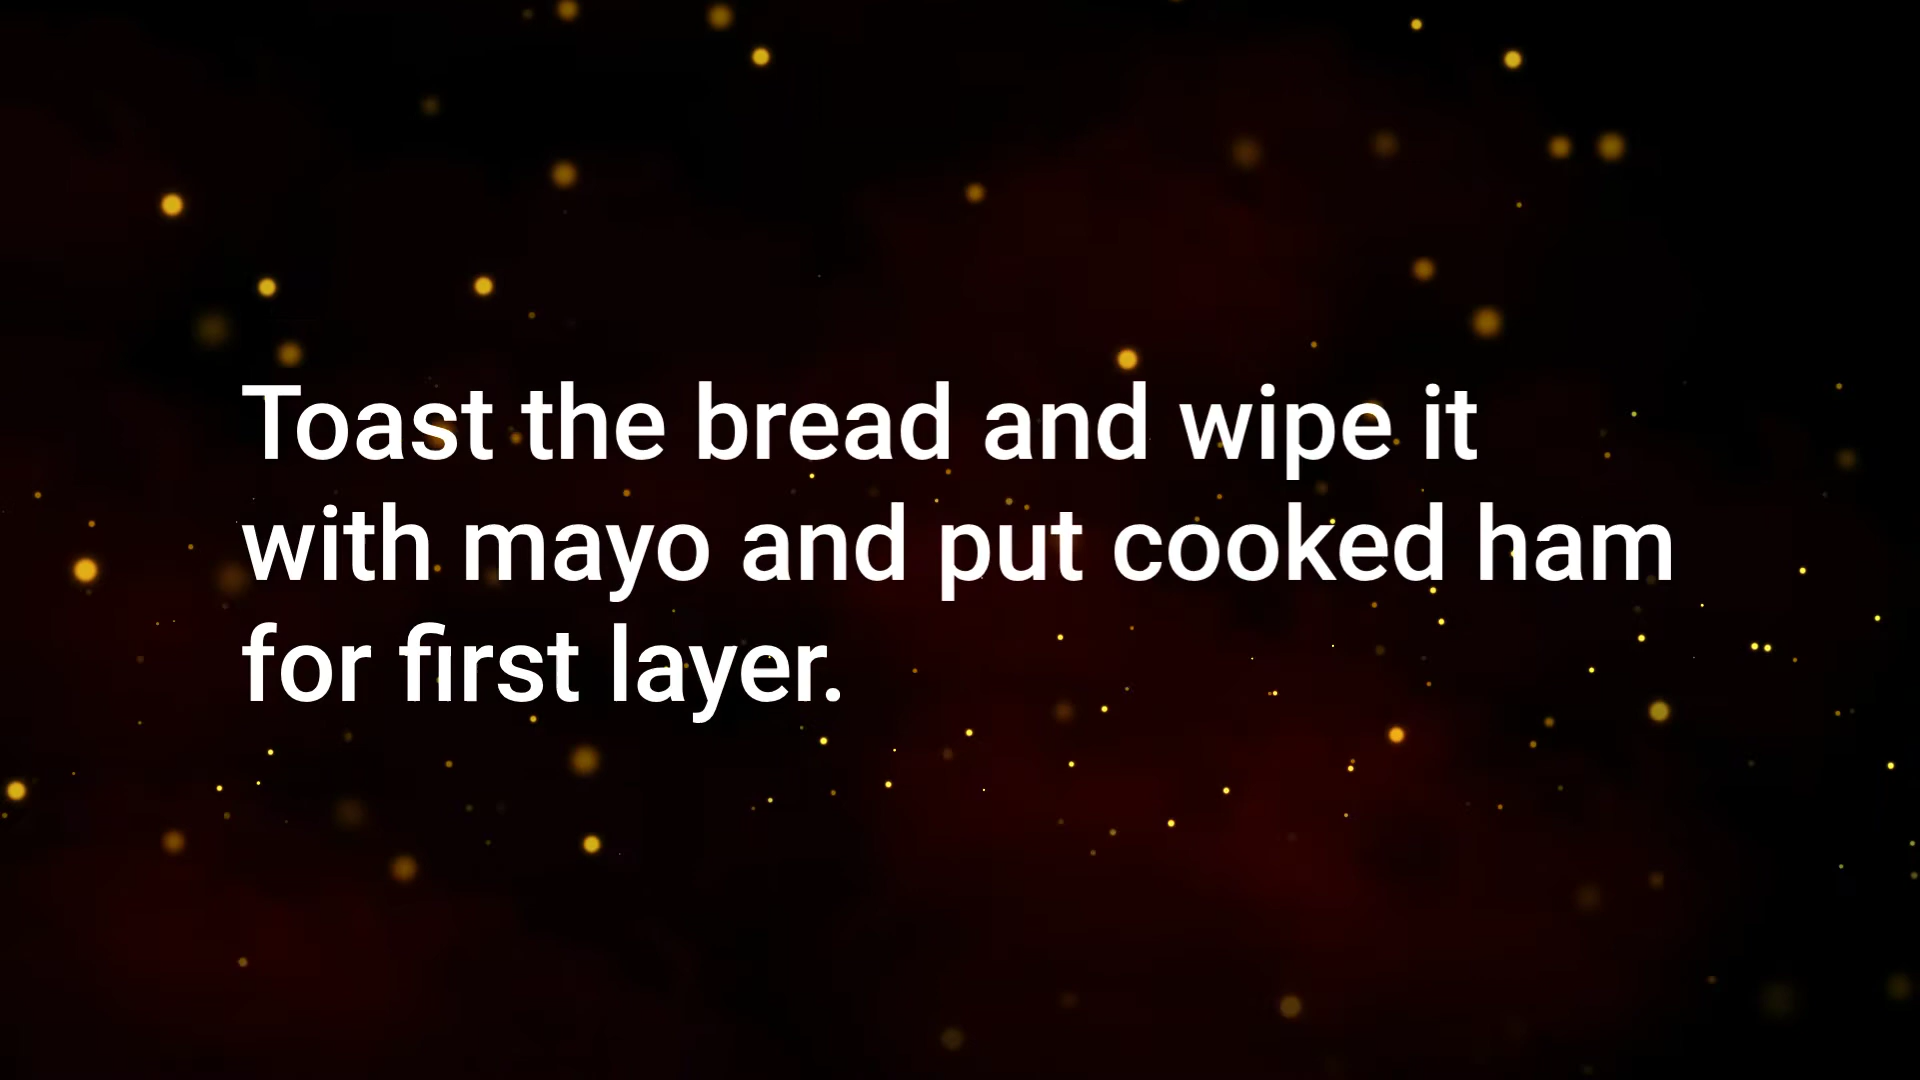 Toast the bread and wipe it
with mayo and put cooked ham
for first layer.